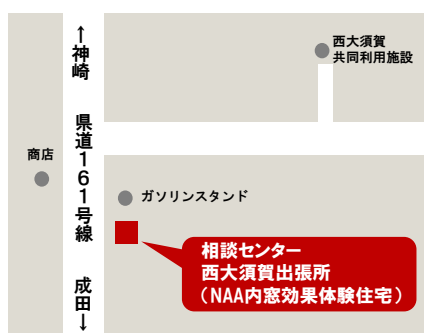 ↑神崎　県道161号線　成田↓
西大須賀
共同利用施設
商店
ガソリンスタンド
相談センター
西大須賀出張所
（NAA内窓効果体験住宅）